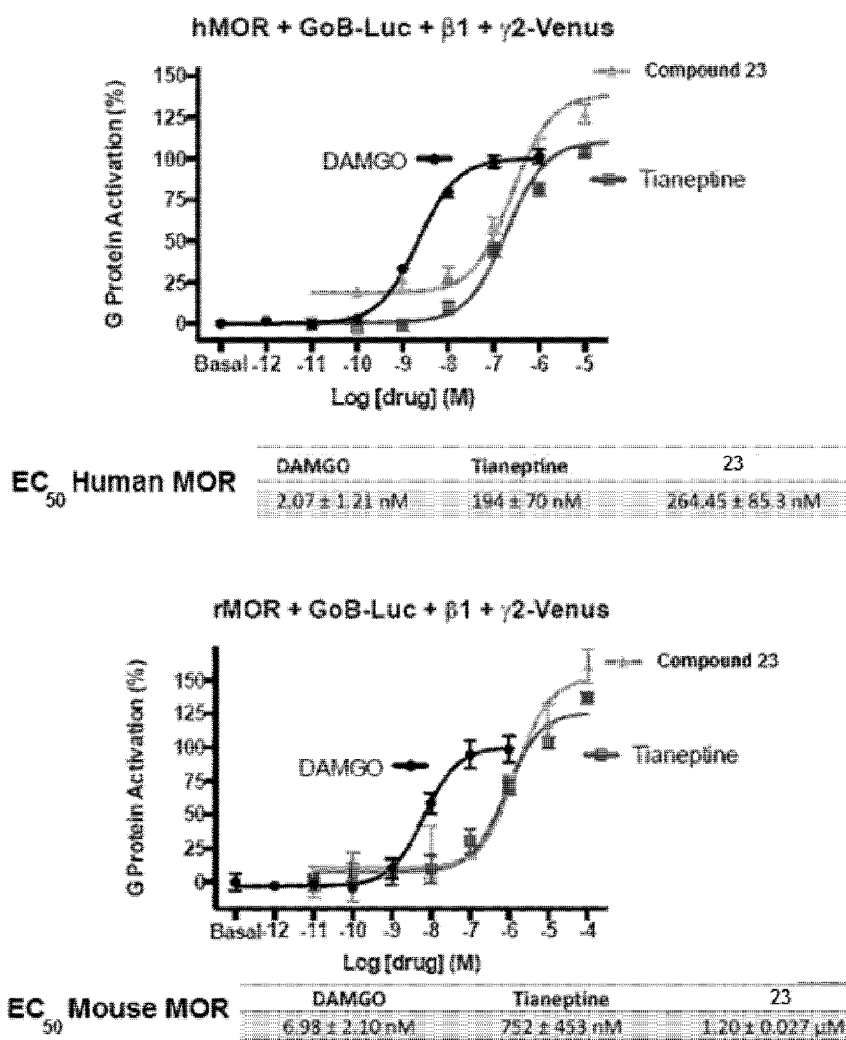 hMOR + GoB-Luc + β1 + γ2-Venus
150
125
100
75
50
25
0
G Protein Activation (%)
Compound 23
DAMGO
Tianeptine
Basal -12 -11 -10 -9 -8 -7 -6 -5
Log [drug] (M)
EC50 Human MOR
DAMGO Tianeptine 23
2.07 ± 1.21 nM 194 ± 70 nM 264.45 ± 85.3 nM
rMOR + GoB-Luc + β1 + γ2-Venus
150
125
100
75
50
25
0
G Protein Activation (%)
Compound 23
DAMGO
Tianeptine
Basal -12 -11 -10 -9 -8 -7 -6 -5 -4
Log [drug] (M)
EC50 Mouse MOR
DAMGO Tianeptine 23
6.98 ± 2.10 nM 752 ± 453 nM 1.20 ± 0.027 µM